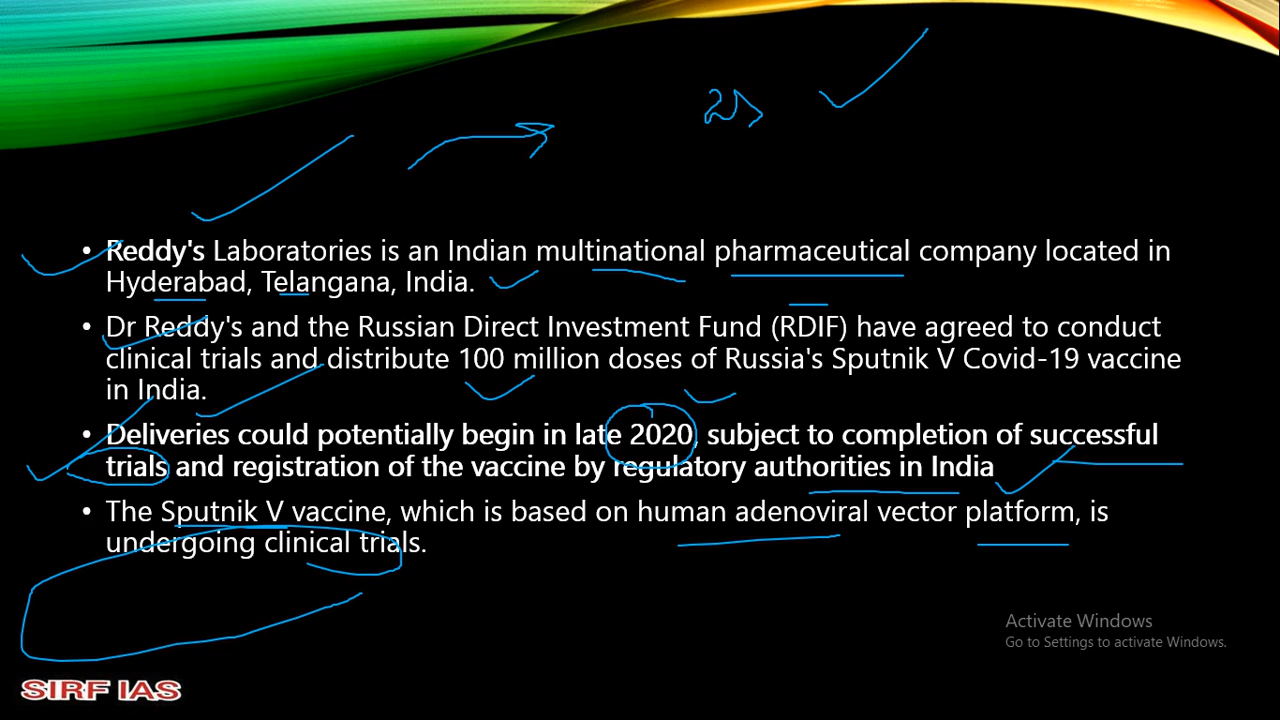 • Reddy's Laboratories is an Indian multinational pharmaceutical company located in
Hyderabad, Telangana, India.
• Dr Reddy's and the Russian Direct Investment Fund (RDIF) have agreed to conduct
clinical trials and distribute 100 million doses of Russia's Sputnik V Covid-19 vaccine
in India.
• Deliveries could potentially begin in late 2020, subject to completion of successful
trials and registration of the vaccine by regulatory authorities in India
• The Sputnik V vaccine, which is based on human adenoviral vector platform, is
undergoing clinical trials.
Activate Windows
Go to Settings to activate Windows.
SIRF IAS